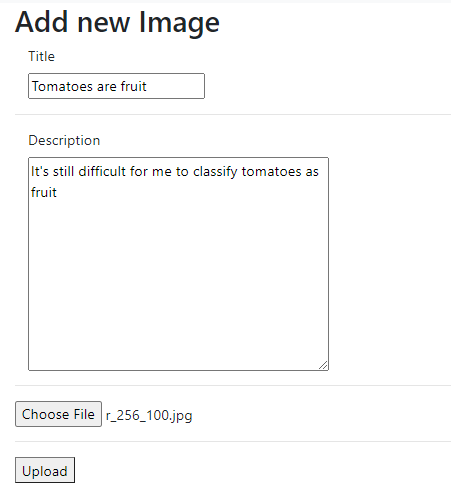 Add new Image
Title
Tomatoes are fruit
Description
It's still difficult for me to classify tomatoes as
fruit
Choose File r_256_100.jpg
Upload